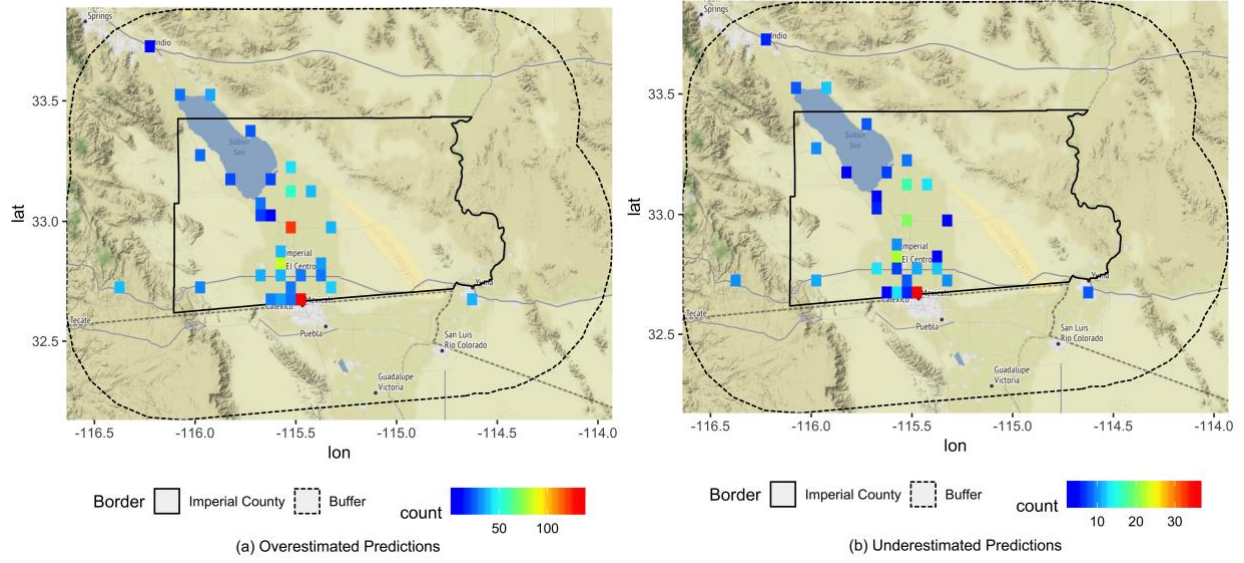 Springs
Indio
Salton
Sea
Imperial
El Centro
Calexico
Yuma
Tecate
Puebla
San Luis
Rio Colorado
Guadalupe
Victoria
33.5
33.0
32.5
lat
-116.5
-116.0
-115.5
-115.0
-114.5
-114.0
lon
Border
Imperial County
Buffer
count
50
100
(a) Overestimated Predictions
Springs
Indio
Salton
Sea
Imperial
El Centro
Calexico
Yuma
Tecate
Puebla
San Luis
Rio Colorado
Guadalupe
Victoria
33.5
33.0
32.5
lat
-116.5
-116.0
-115.5
-115.0
-114.5
-114.0
lon
Border
Imperial County
Buffer
count
10
20
30
(b) Underestimated Predictions